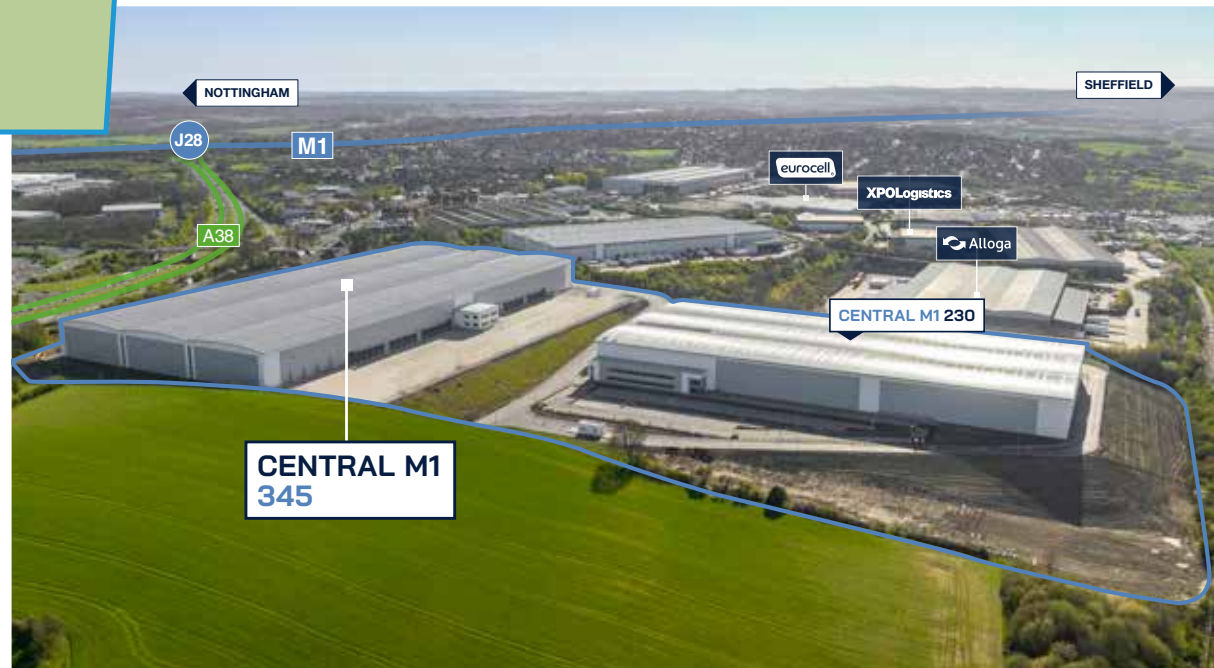 NOTTINGHAM
SHEFFIELD
J28
M1
eurocell
XPOLogistics
A38
Alloga
CENTRAL M1 230
CENTRAL M1
345